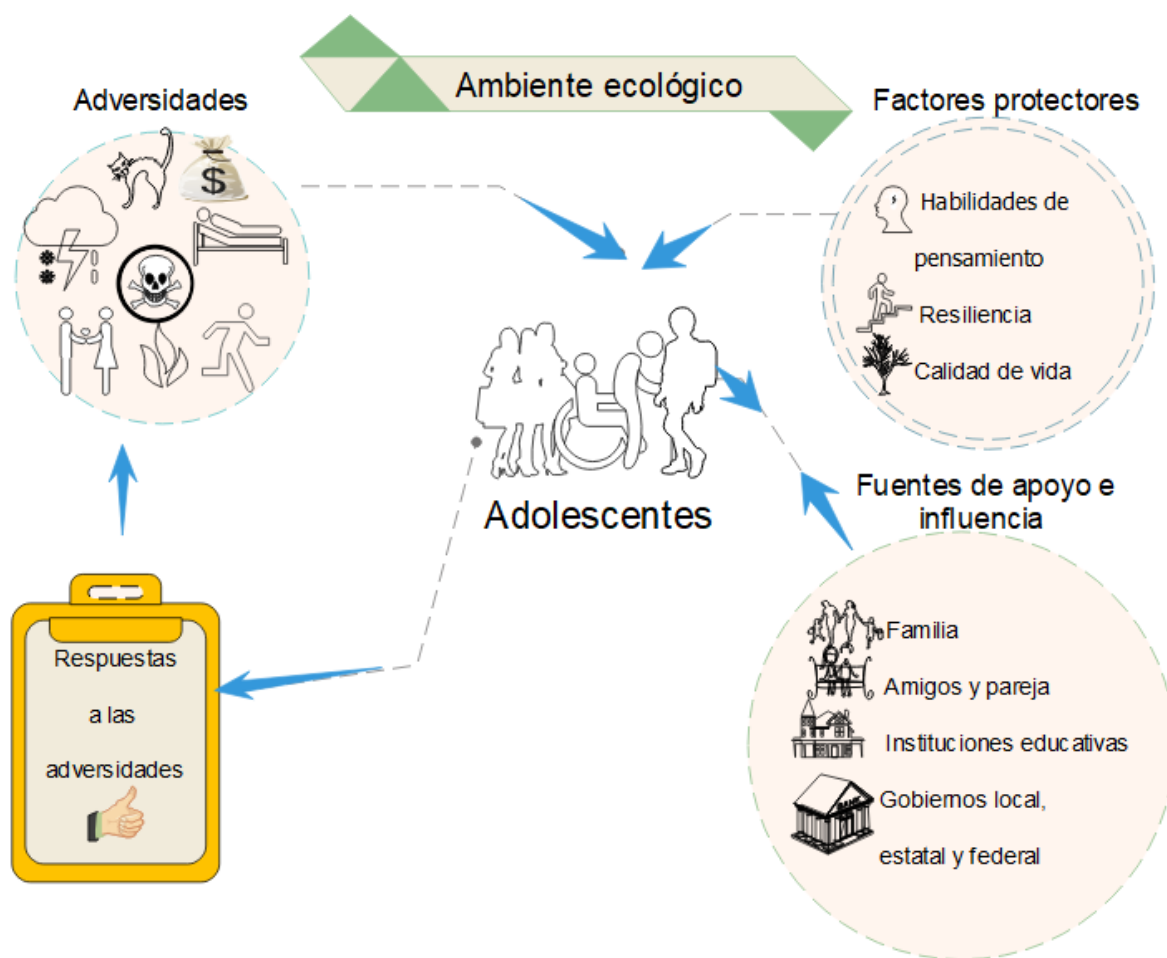 Ambiente ecológico
Adversidades
$
Factores protectores
Habilidades de
pensamiento
Resiliencia
Calidad de vida
Adolescentes
Fuentes de apoyo e
influencia
Familia
Amigos y pareja
Instituciones educativas
BANK
Gobiernos local,
estatal y federal
Respuestas
a las
adversidades